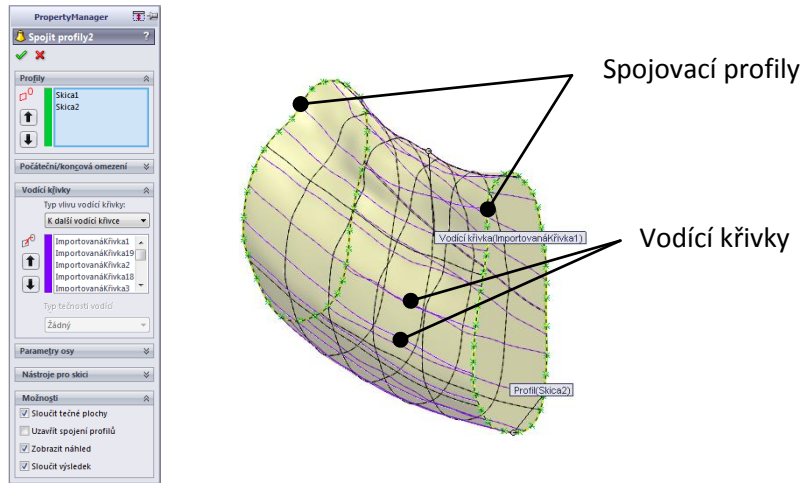 PropertyManager
Spojit profily2 ?
Profily
Skica1
Skica2
Počáteční/koncová omezení
Vodící křivky
Typ vlivu vodící křivky:
K další vodící křivce
ImportovanáKřivka1
ImportovanáKřivka19
ImportovanáKřivka2
ImportovanáKřivka18
ImportovanáKřivka3
Typ tečnosti vodící
Žádný
Parametry osy
Nástroje pro skici
Možnosti
Sloučit tečné plochy
Uzavřít spojení profilů
Zobrazit náhled
Sloučit výsledek
Spojovací profily
Vodící křivka(ImportovanáKřivka1)
Vodící křivky
Profil(Skica2)